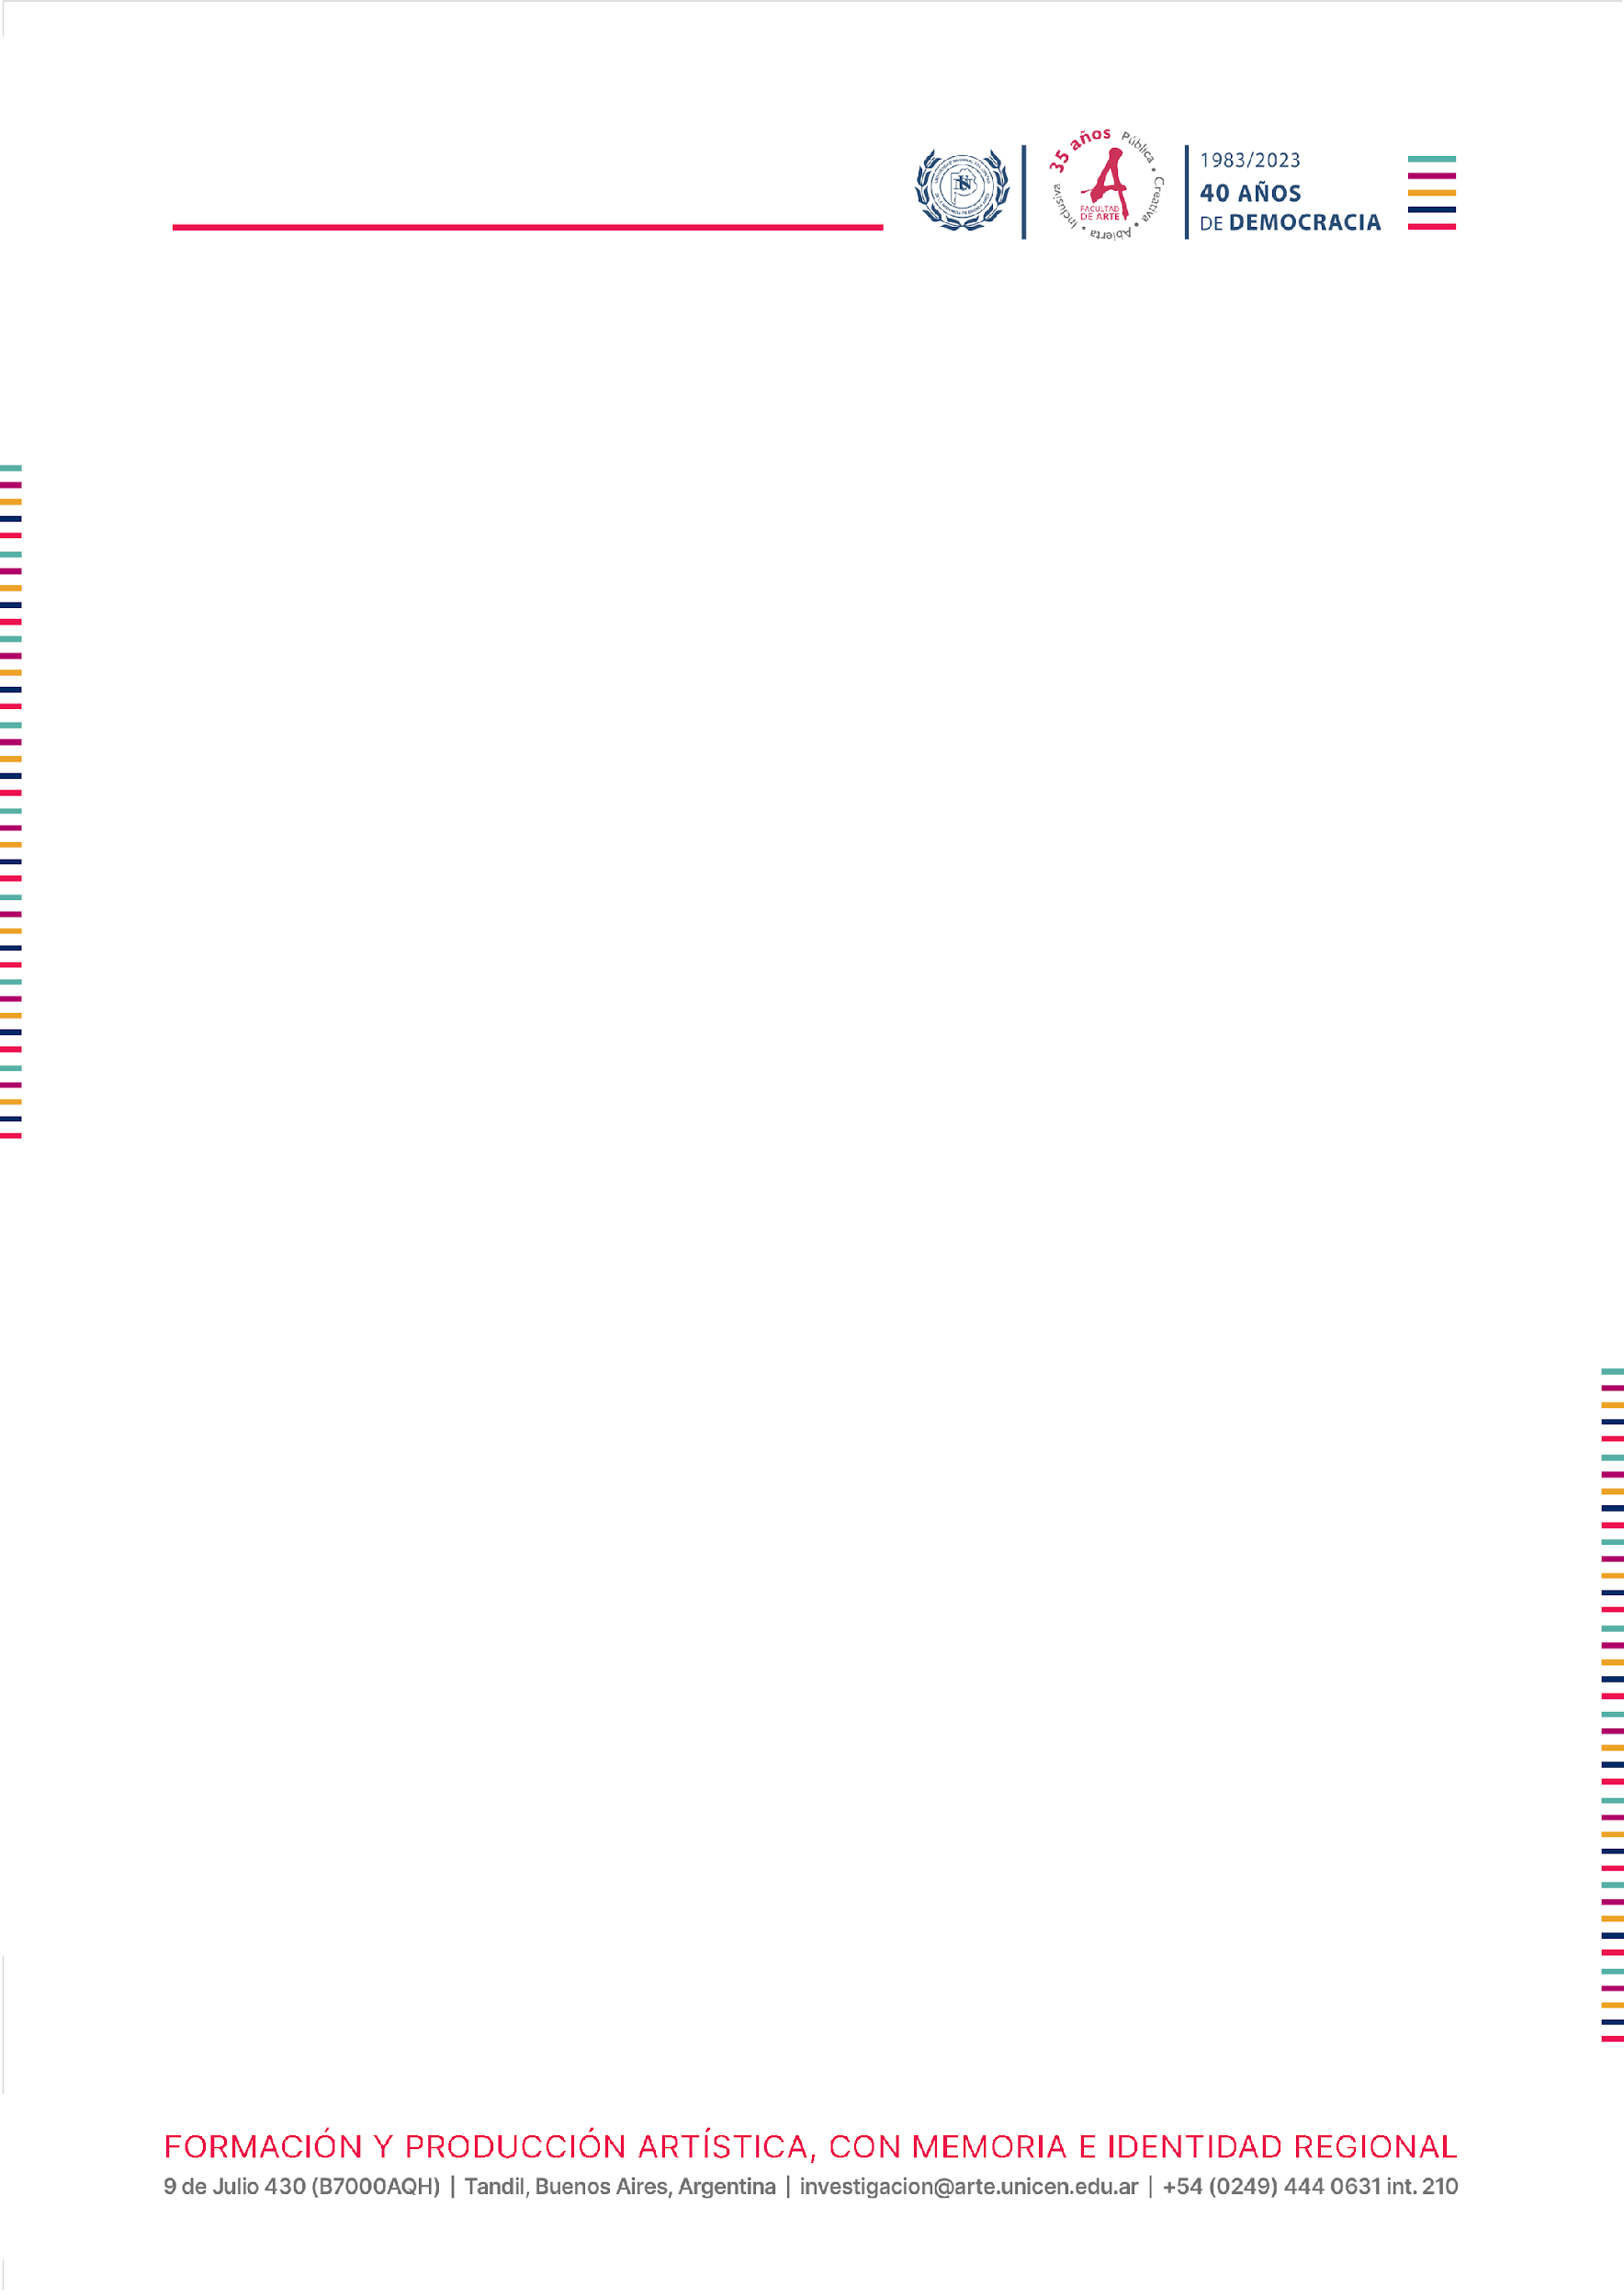 35 años Pública • Creativa • Abierta • Inclusiva
FACULTAD
DE ARTE
1983/2023
40 AÑOS
DE DEMOCRACIA
FORMACIÓN Y PRODUCCIÓN ARTÍSTICA, CON MEMORIA E IDENTIDAD REGIONAL
9 de Julio 430 (B7000AQH) | Tandil, Buenos Aires, Argentina | investigacion@arte.unicen.edu.ar | +54 (0249) 444 0631 int. 210